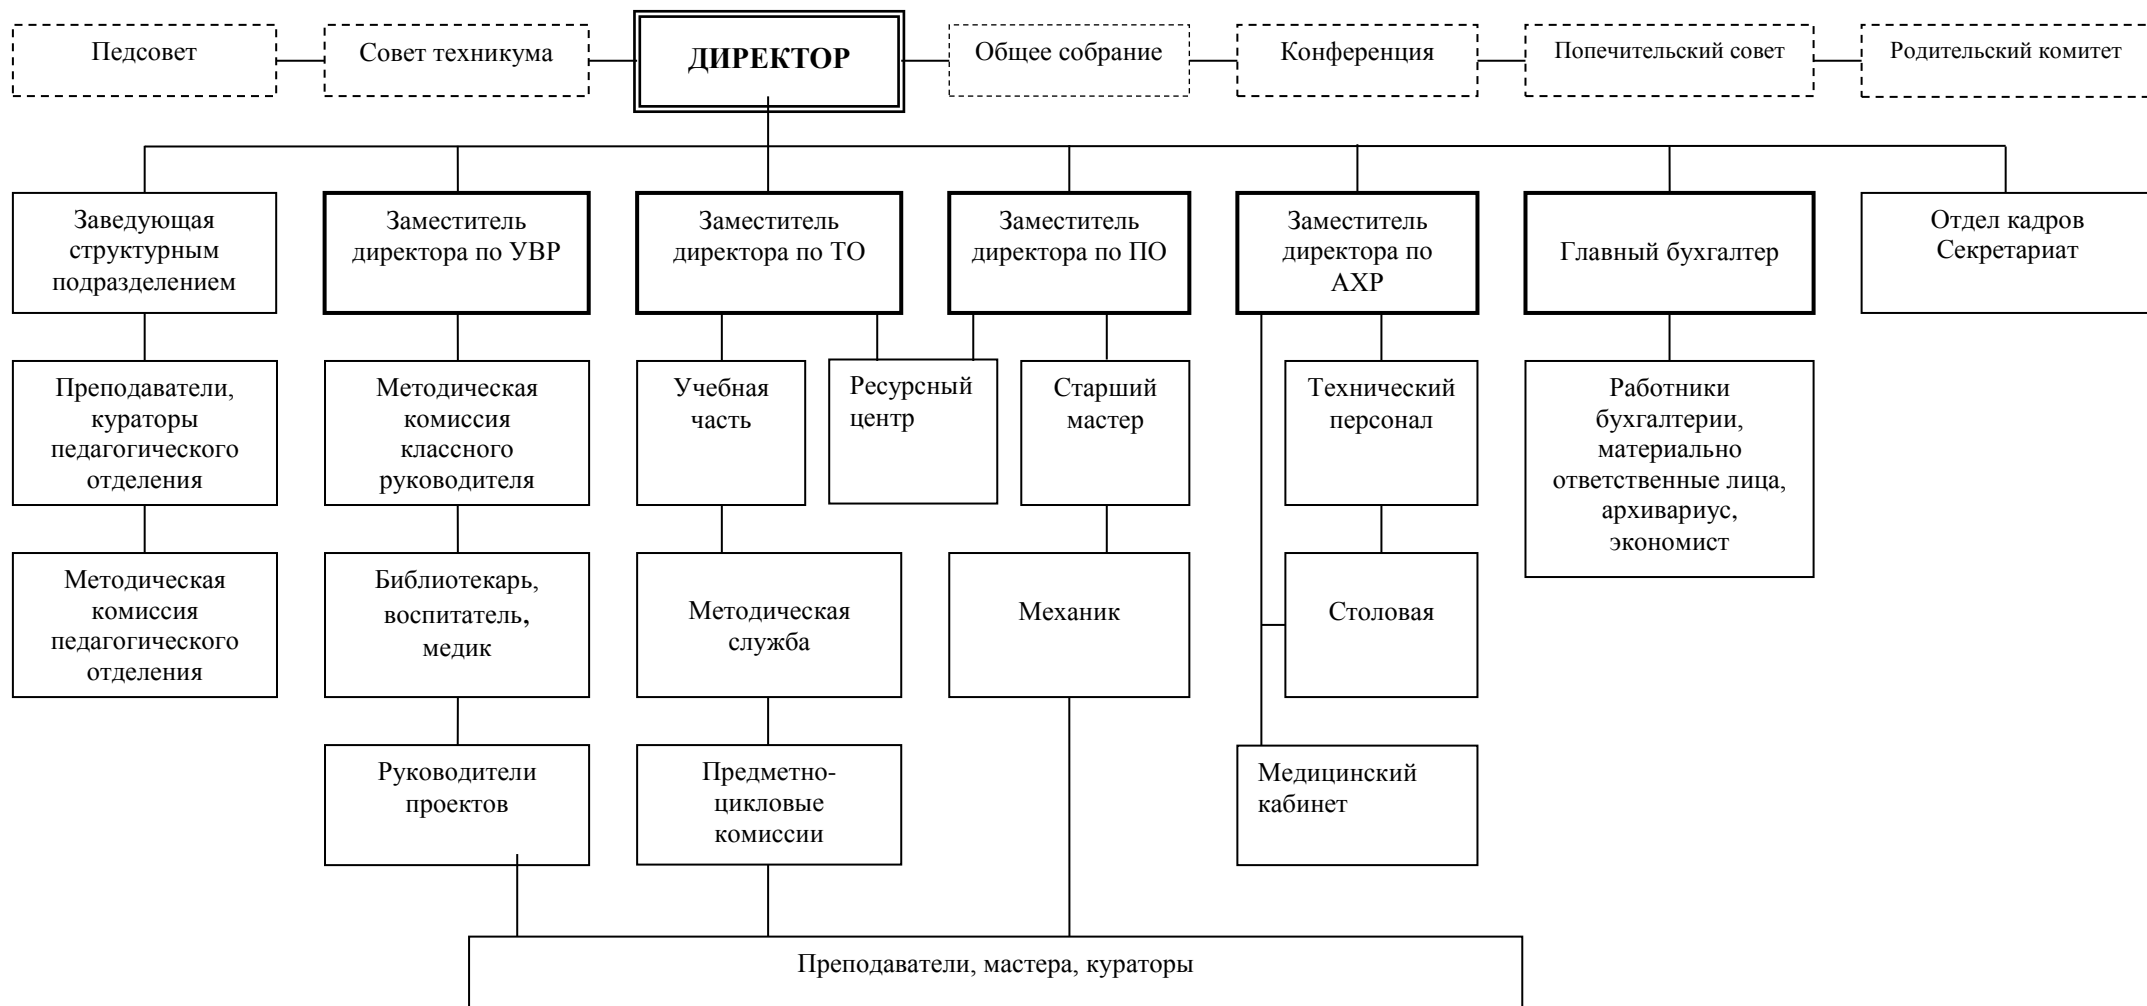 Педсовет
Совет техникума
ДИРЕКТОР
Общее собрание
Конференция
Попечительский совет
Родительский комитет
Заведующая
структурным
подразделением
Заместитель
директора по УВР
Заместитель
директора по ТО
Заместитель
директора по ПО
Заместитель
директора по
АХР
Главный бухгалтер
Отдел кадров
Секретариат
Преподаватели,
кураторы
педагогического
отделения
Методическая
комиссия
классного
руководителя
Учебная
часть
Ресурсный
центр
Старший
мастер
Технический
персонал
Работники
бухгалтерии,
материально
ответственные лица,
архивариус,
экономист
Методическая
комиссия
педагогического
отделения
Библиотекарь,
воспитатель,
медик
Методическая
служба
Механик
Столовая
Руководители
проектов
Предметно-
цикловые
комиссии
Медицинский
кабинет
Преподаватели, мастера, кураторы